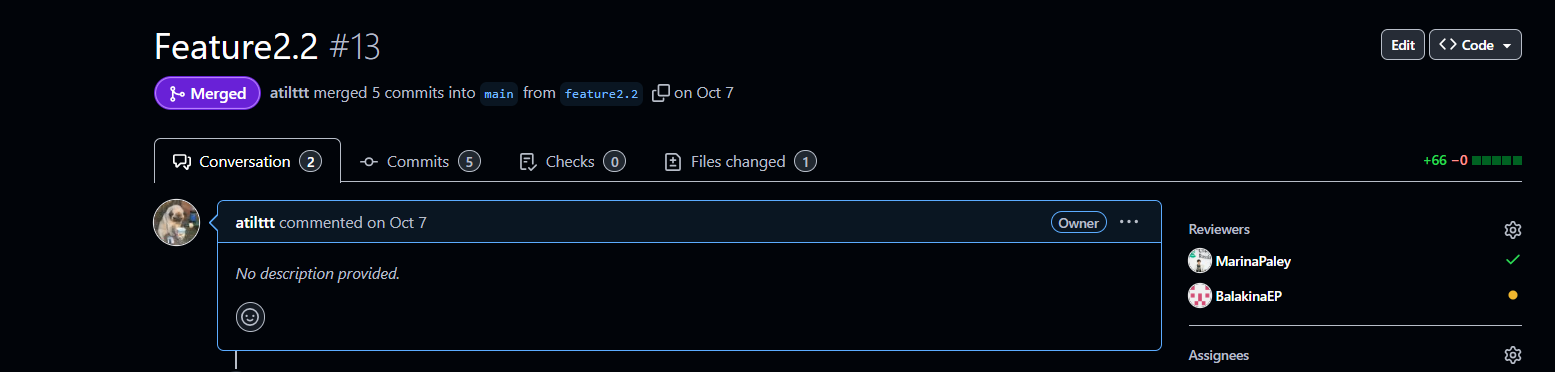 Feature2.2 #13
Edit
Code
Merged
atilttt merged 5 commits into main from feature2.2 on Oct 7
Conversation 2
Commits 5
Checks 0
Files changed 1
+66 −0
atilttt commented on Oct 7
Owner
No description provided.
Reviewers
MarinaPaley
BalakinaEP
Assignees